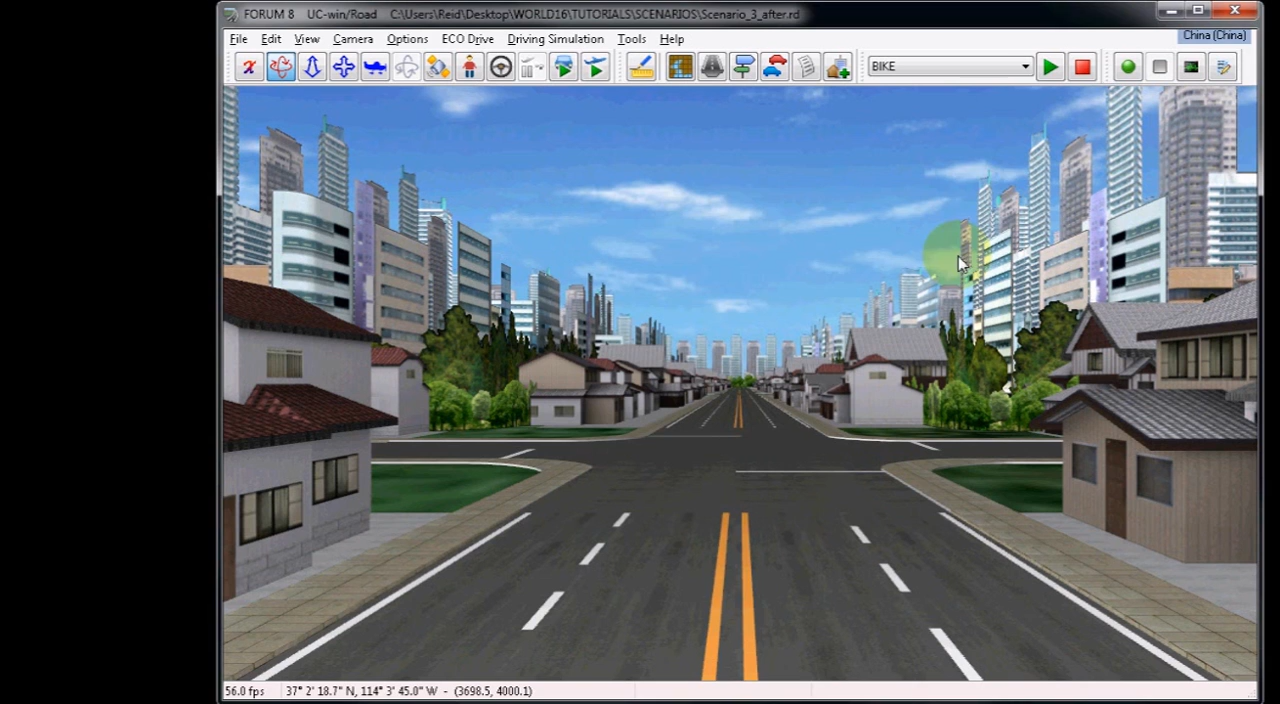 FORUM 8 UC-win/Road C:\Users\Reid\Desktop\WORLD16\TUTORIALS\SCENARIOS\Scenario_3_after.rd
File Edit View Camera Options ECO Drive Driving Simulation Tools Help
China (China)
BIKE
56.0 fps 37° 2' 18.7" N, 114° 3' 45.0" W - (3698.5, 4000.1)